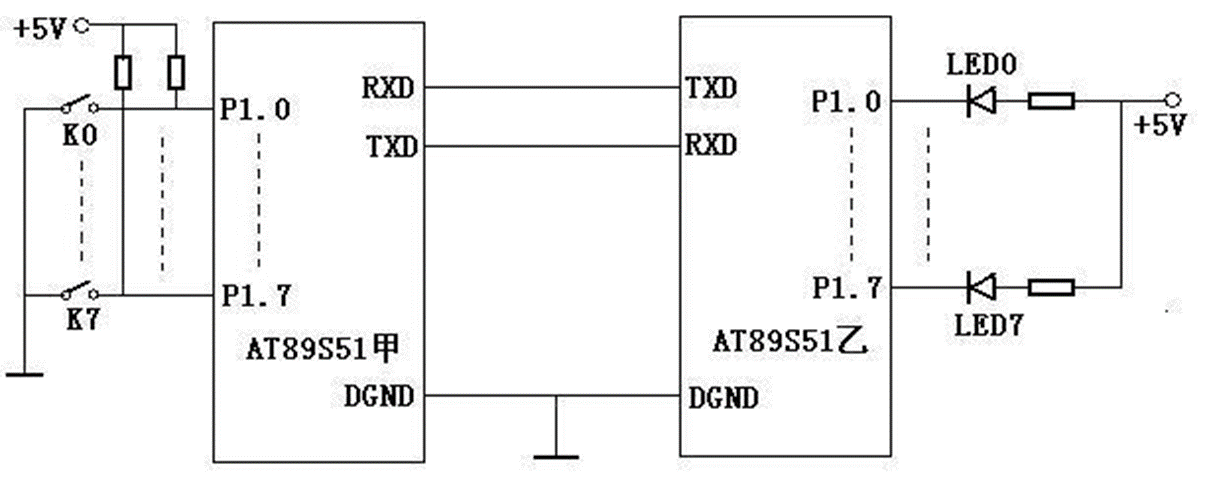 +5V
RXD
TXD
LED0
P1.0
P1.0
+5V
K0
TXD
RXD
P1.7
P1.7
K7
LED7
AT89S51甲
AT89S51乙
DGND
DGND